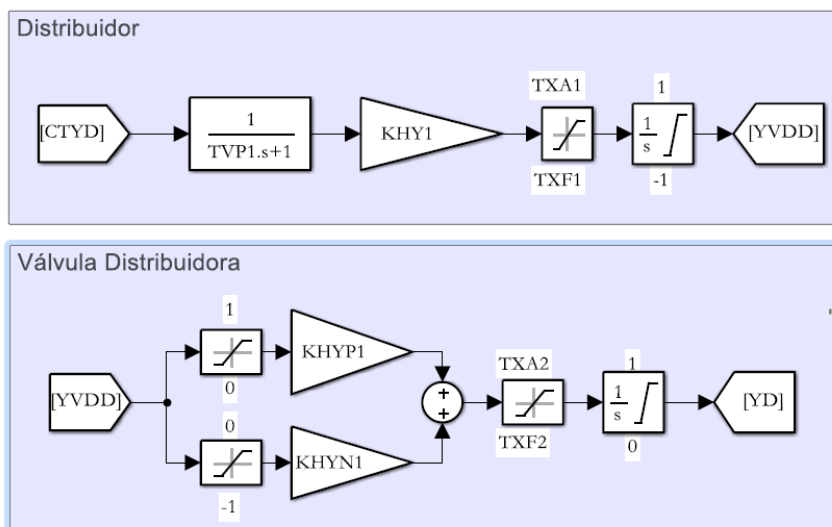 Distribuidor
[CTYD]
1
TVP1.s+1
KHY1
TXA1
TXF1
1
1
s
-1
[YVDD]
Válvula Distribuidora
[YVDD]
1
0
KHYP1
0
-1
KHYN1
+
+
TXA2
TXF2
1
1
s
0
[YD]